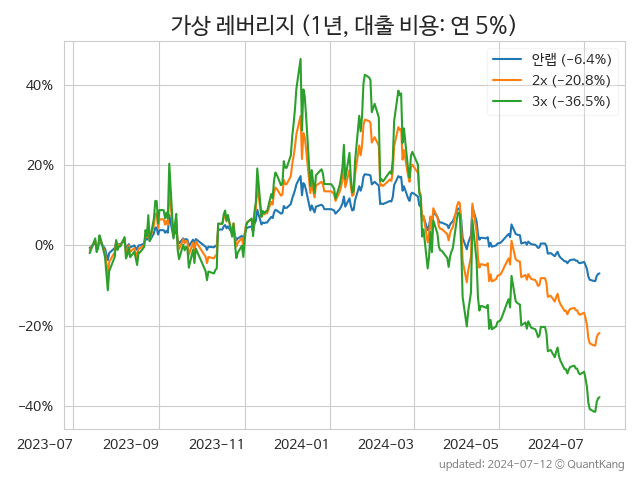 가상 레버리지 (1년, 대출 비용: 연 5%)
안랩 (−6.4%)
2x (−20.8%)
3x (−36.5%)
40%
20%
0%
−20%
−40%
2023-07 2023-09 2023-11 2024-01 2024-03 2024-05 2024-07
updated: 2024-07-12 © QuantKang